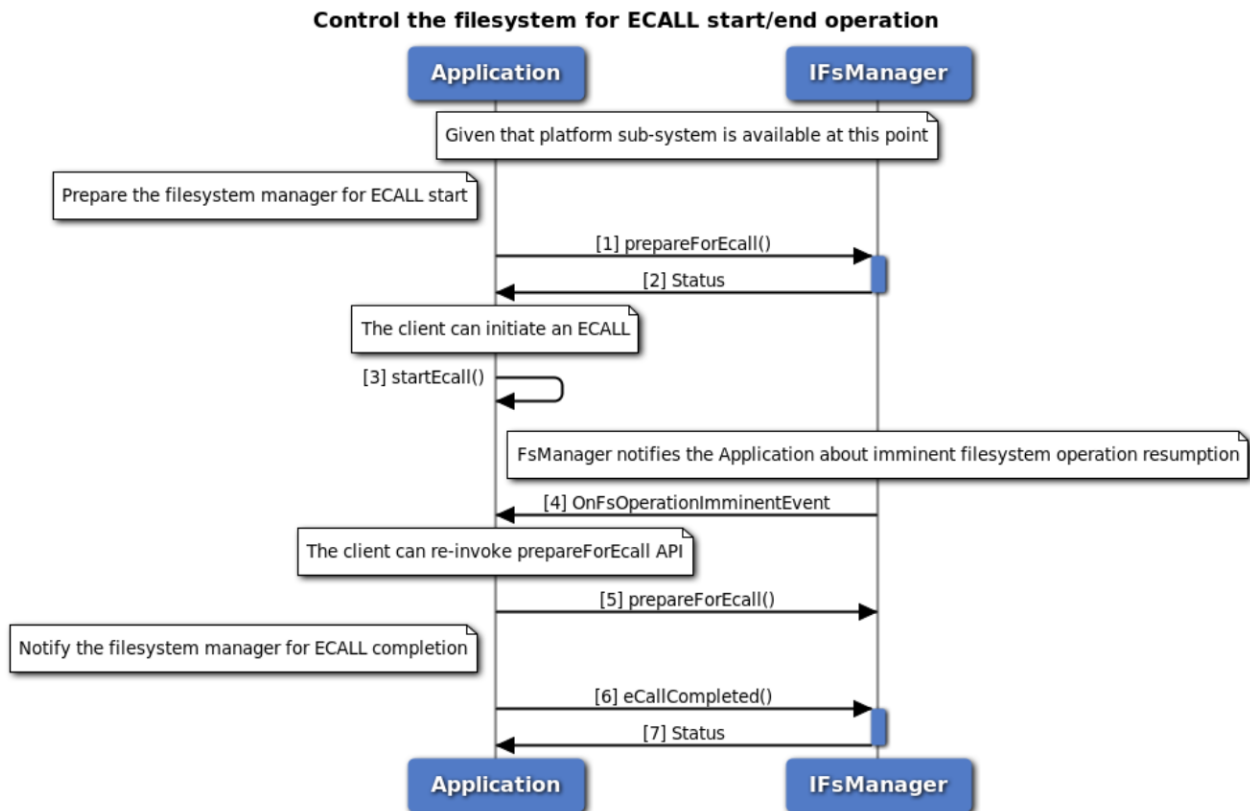 Control the filesystem for ECALL start/end operation
Application
IFsManager
Given that platform sub-system is available at this point
Prepare the filesystem manager for ECALL start
[1] prepareForEcall()
[2] Status
The client can initiate an ECALL
[3] startEcall()
FsManager notifies the Application about imminent filesystem operation resumption
[4] OnFsOperationImminentEvent
The client can re-invoke prepareForEcall API
[5] prepareForEcall()
Notify the filesystem manager for ECALL completion
[6] eCallCompleted()
[7] Status
Application
IFsManager